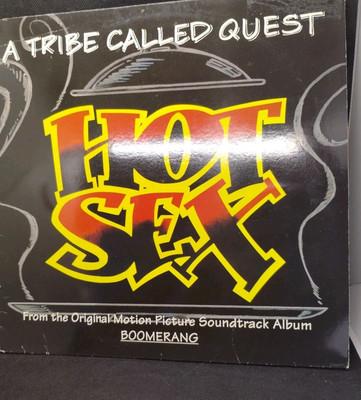 A TRIBE CALLED QUEST
HOT
SEX
From the Original Motion Picture Soundtrack Album
BOOMERANG